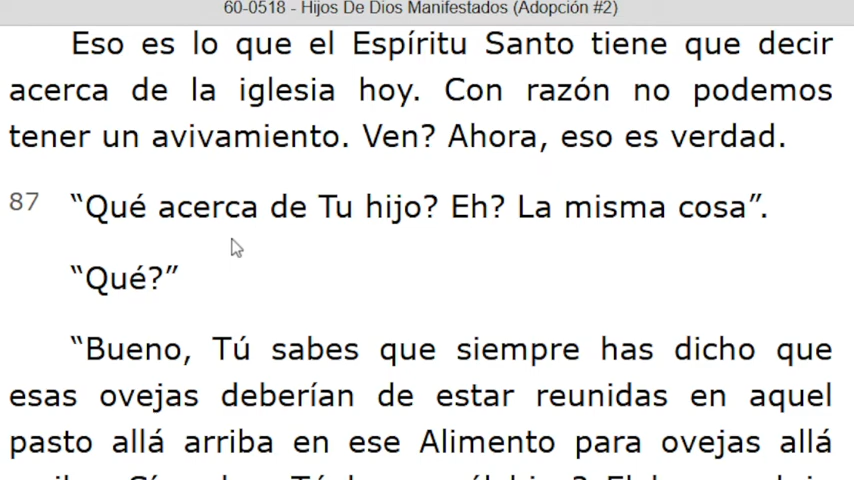 60-0518 - Hijos De Dios Manifestados (Adopción #2)
Eso es lo que el Espíritu Santo tiene que decir
acerca de la iglesia hoy. Con razón no podemos
tener un avivamiento. Ven? Ahora, eso es verdad.
87 “Qué acerca de Tu hijo? Eh? La misma cosa”.
“Qué?”
“Bueno, Tú sabes que siempre has dicho que
esas ovejas deberían de estar reunidas en aquel
pasto allá arriba en ese Alimento para ovejas allá